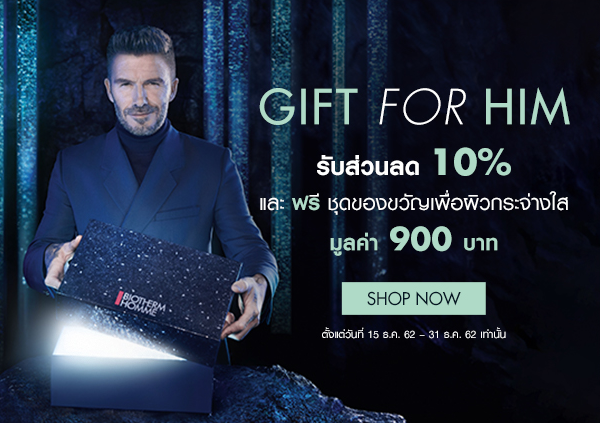 GIFT FOR HIM
รับส่วนลด 10%
และ ฟรี ชุดของขวัญเพื่อผิวกระจ่างใส
มูลค่า 900 บาท
SHOP NOW
ตั้งแต่วันที่ 15 ธ.ค. 62 – 31 ธ.ค. 62 เท่านั้น
BIOTHERM
HOMME